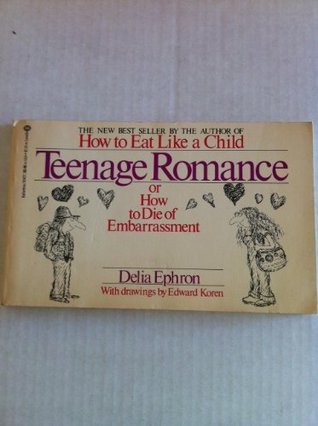 THE NEW BEST SELLER BY THE AUTHOR OF
How to Eat Like a Child
Teenage Romance
or
How
to Die of
Embarrassment
Delia Ephron
With drawings by Edward Koren